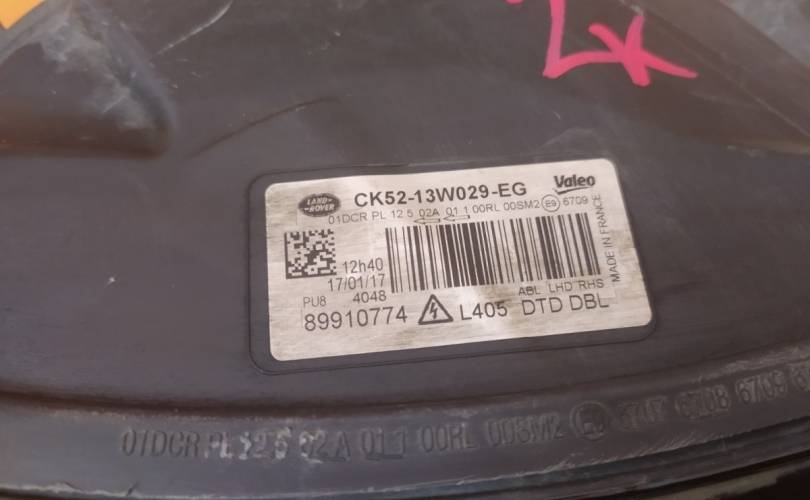 2x
LAND-
ROVER
CK52-13W029-EG
Valeo
01DCR PL 12 5 02A 01 1 00RL 00SM2 E9 6709
12h40
17/01/17
PU8 4048
ABL LHD RHS
MADE IN FRANCE
89910774 L405 DTD DBL
01DCR PL 12 5 02 A 01 1 00RL 00SM2 6708 6709